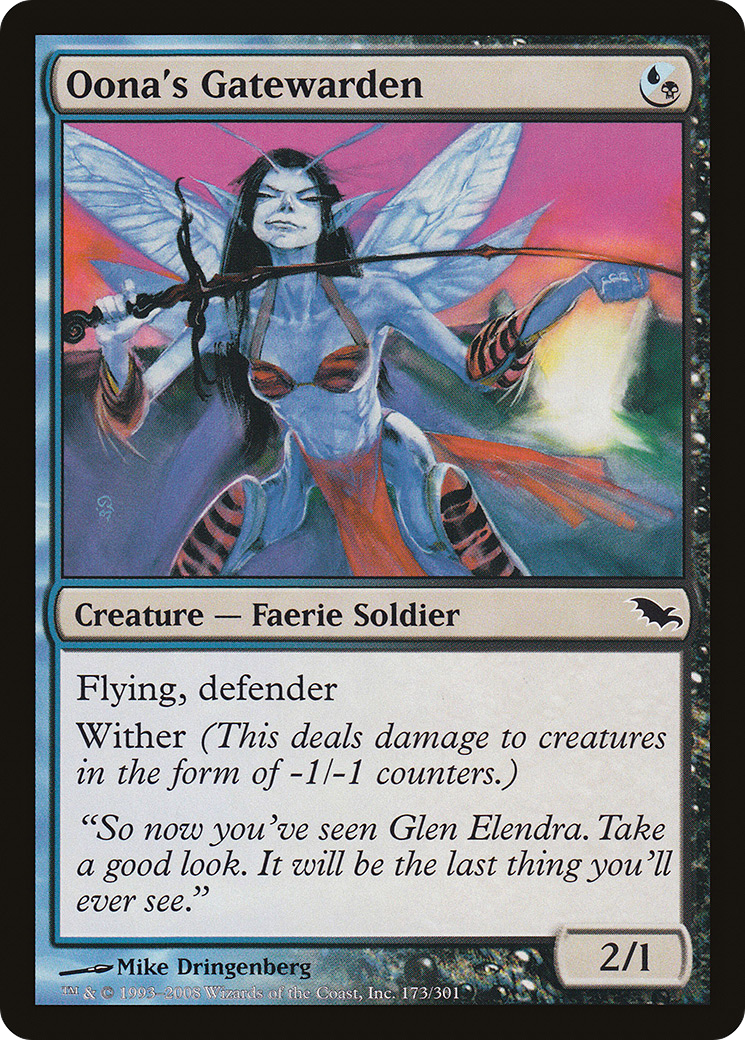 Oona's Gatewarden
Creature — Faerie Soldier
Flying, defender
Wither (This deals damage to creatures
in the form of -1/-1 counters.)
“So now you've seen Glen Elendra. Take
a good look. It will be the last thing you'll
ever see.”
2/1
Mike Dringenberg
™ & © 1993–2008 Wizards of the Coast, Inc. 173/301